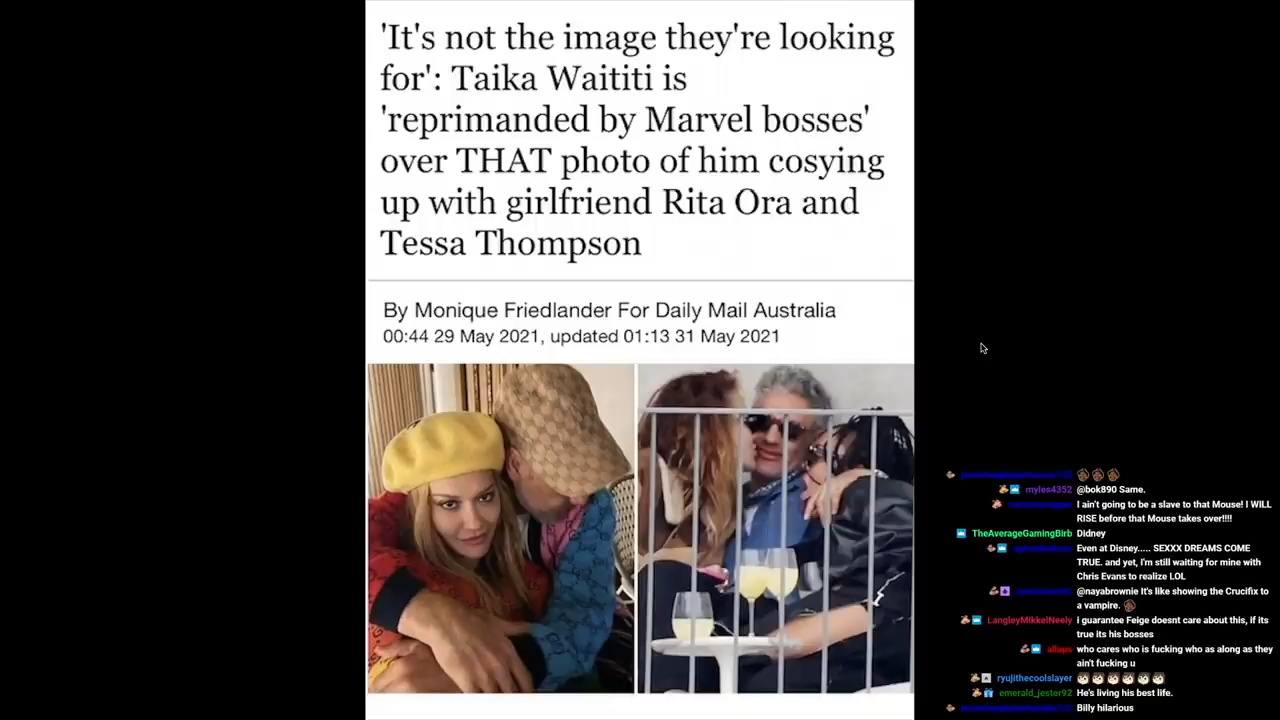 'It's not the image they're looking
for': Taika Waititi is
'reprimanded by Marvel bosses'
over THAT photo of him cosying
up with girlfriend Rita Ora and
Tessa Thompson
By Monique Friedlander For Daily Mail Australia
00:44 29 May 2021, updated 01:13 31 May 2021
myles4352 @bok890 Same.
I ain't going to be a slave to that Mouse! I WILL
RISE before that Mouse takes over!!!!
TheAverageGamingBirb Didney
Even at Disney..... SEXXX DREAMS COME
TRUE. and yet, I'm still waiting for mine with
Chris Evans to realize LOL
@nayabrownie It's like showing the Crucifix to
a vampire.
LangleyMikkelNeely i guarantee Feige doesnt care about this, if its
true its his bosses
allups who cares who is fucking who as along as they
ain't fucking u
ryujithecoolslayer
emerald_jester92 He's living his best life.
Billy hilarious